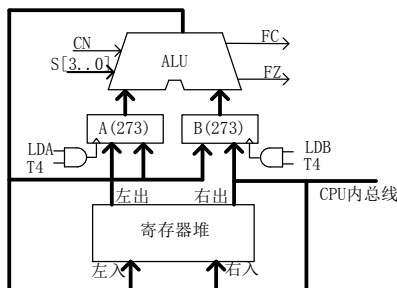 CN
FC
S[3..0]
ALU
FZ
A(273)
B(273)
LDA
LDB
T4
T4
左出
右出
CPU内总线
寄存器堆
左入
右入